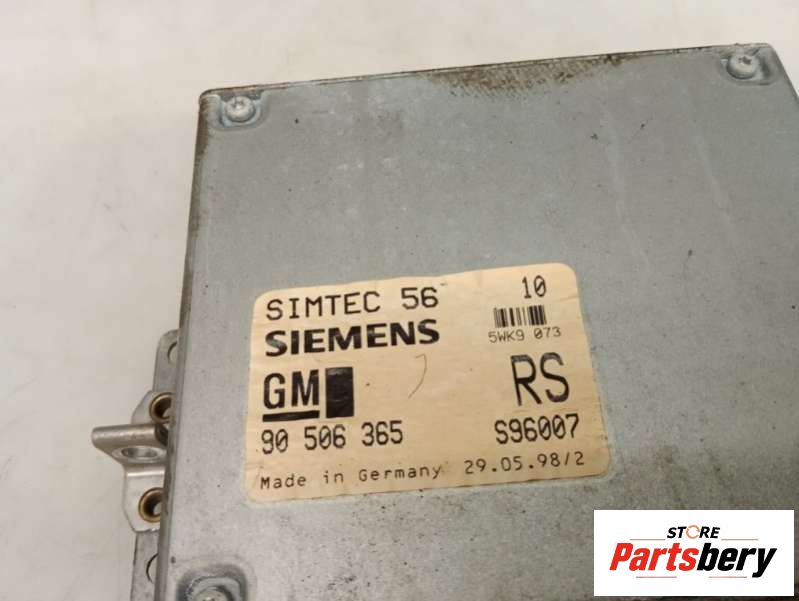 SIMTEC 56 10
SIEMENS 5WK9 073
GM RS
90 506 365 S96007
Made in Germany 29.05.98/2
STORE
Partsbery